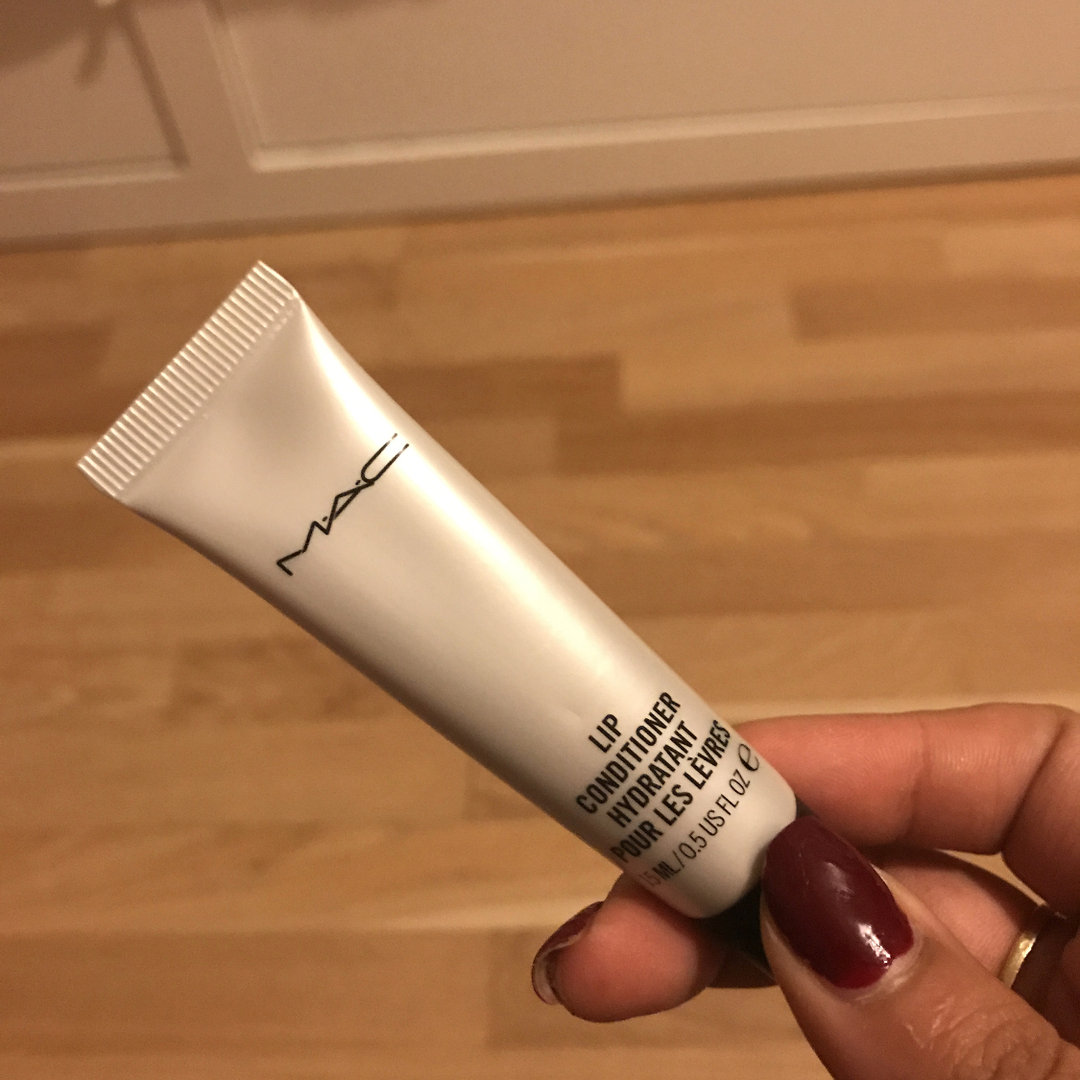 M·A·C
LIP
CONDITIONER
HYDRATANT
POUR LES LÈVRES
15 ML / 0.5 US FL OZ e